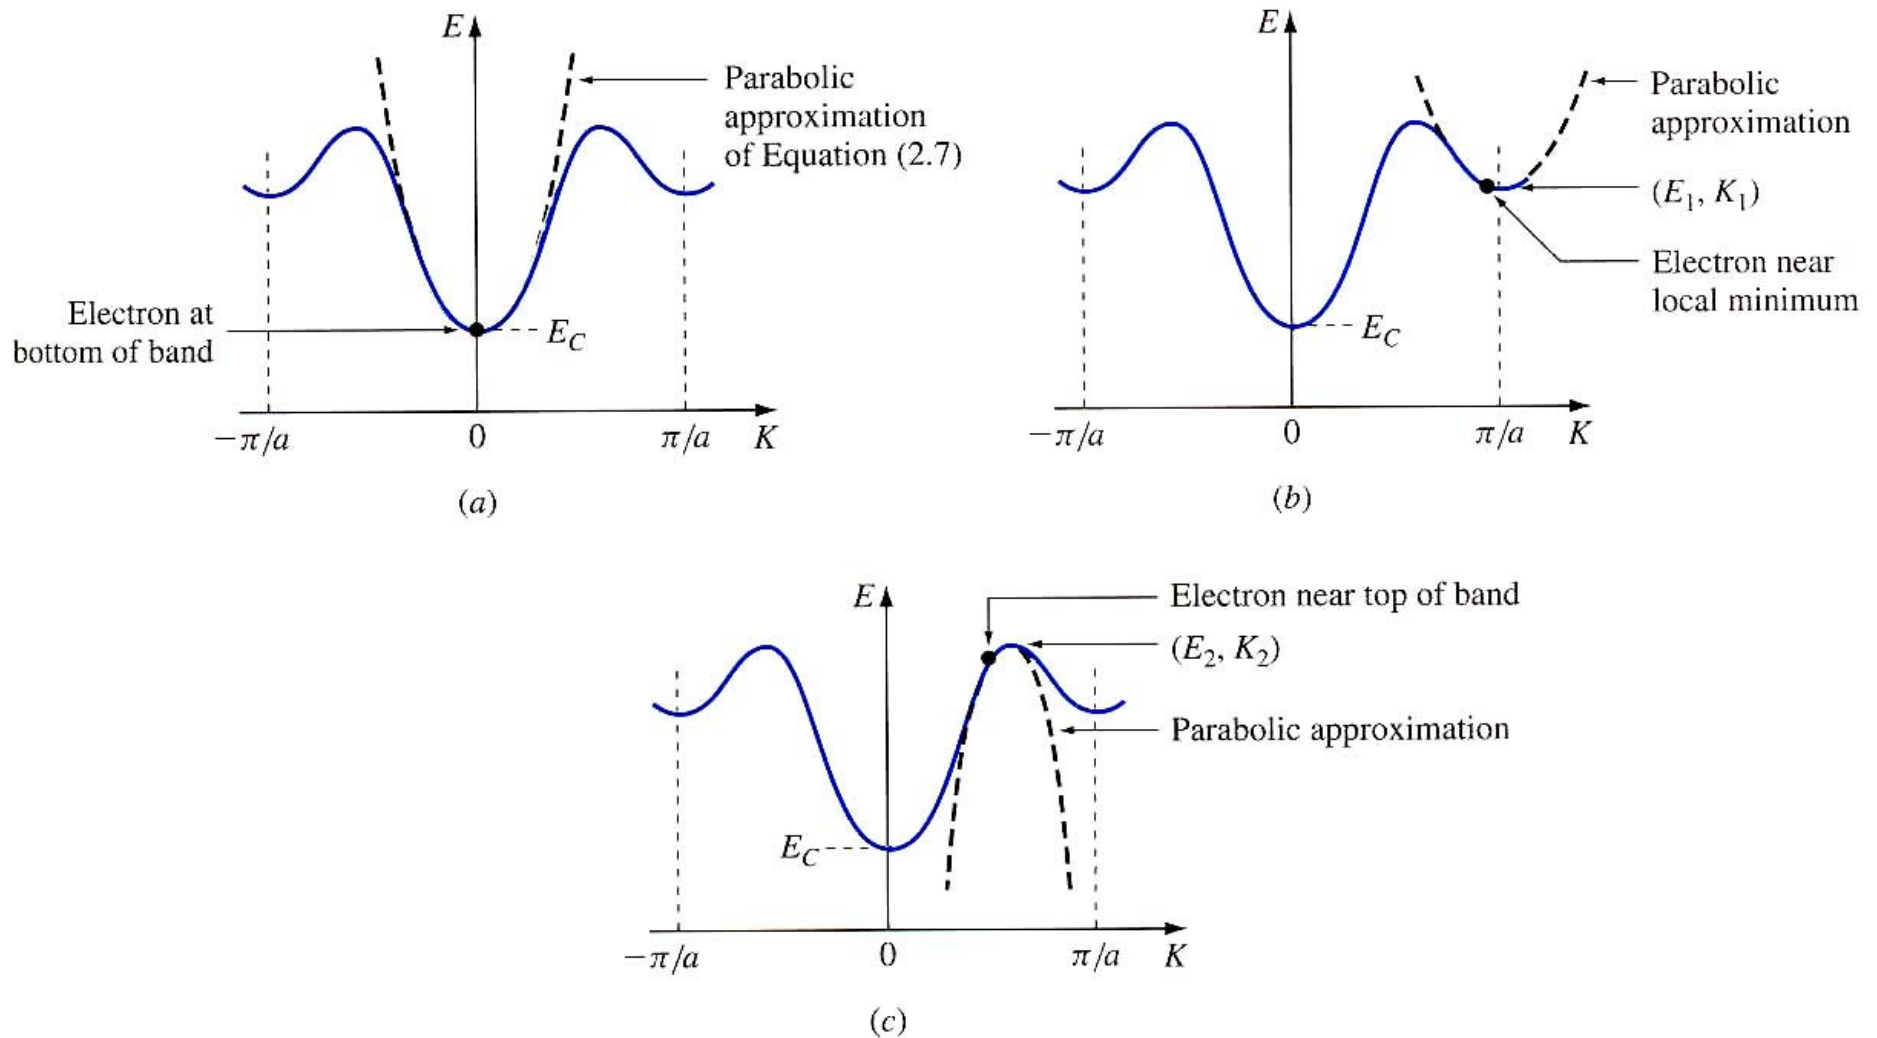 E
Parabolic
approximation
of Equation (2.7)
Electron at
bottom of band
E_C
−π/a
0
π/a
K
(a)
E
Parabolic
approximation
(E_1, K_1)
Electron near
local minimum
E_C
−π/a
0
π/a
K
(b)
E
Electron near top of band
(E_2, K_2)
Parabolic approximation
E_C
−π/a
0
π/a
K
(c)